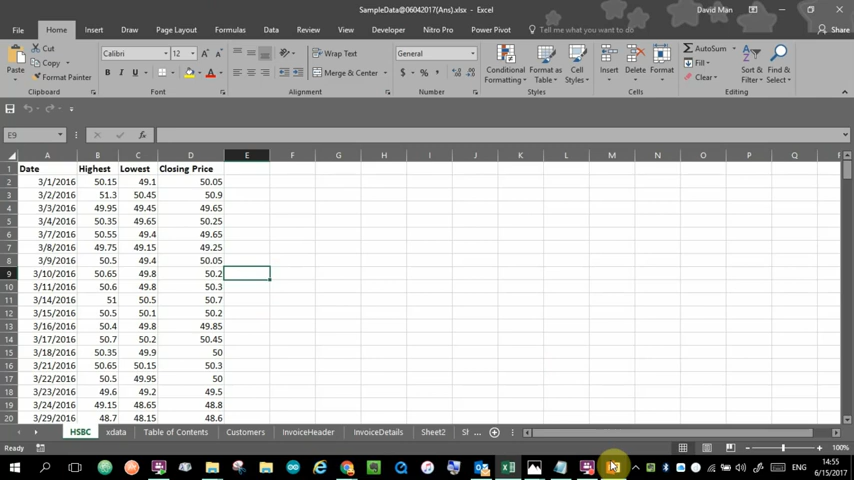 SampleData@06042017(Ans).xlsx - Excel
David Man
File Home Insert Draw Page Layout Formulas Data Review View Developer Nitro Pro Power Pivot Tell me what you want to do Share
Paste
Cut
Copy
Format Painter
Clipboard
Calibri 12
B I U
Font
Wrap Text
Merge & Center
Alignment
General
$ % ,
Number
Conditional Formatting
Format as Table
Cell Styles
Styles
Insert Delete Format
Cells
AutoSum
Fill
Clear
Sort & Filter
Find & Select
Editing
E9 fx
A B C D E F G H I J K L M N O P Q
1 Date Highest Lowest Closing Price
2 3/1/2016 50.15 49.1 50.05
3 3/2/2016 51.3 50.45 50.9
4 3/3/2016 49.95 49.45 49.65
5 3/4/2016 50.35 49.65 50.25
6 3/7/2016 50.55 49.4 49.65
7 3/8/2016 49.75 49.15 49.25
8 3/9/2016 50.5 49.4 50.05
9 3/10/2016 50.65 49.8 50.2
10 3/11/2016 50.6 49.8 50.3
11 3/14/2016 51 50.5 50.7
12 3/15/2016 50.5 50.1 50.2
13 3/16/2016 50.4 49.8 49.85
14 3/17/2016 50.7 50.2 50.45
15 3/18/2016 50.35 49.9 50
16 3/21/2016 50.65 50.15 50.3
17 3/22/2016 50.5 49.95 50
18 3/23/2016 49.6 49.2 49.5
19 3/24/2016 49.15 48.65 48.8
20 3/29/2016 48.7 48.15 48.6
HSBC xdata Table of Contents Customers InvoiceHeader InvoiceDetails Sheet2 ...
Ready 100%
ENG
14:55
6/15/2017